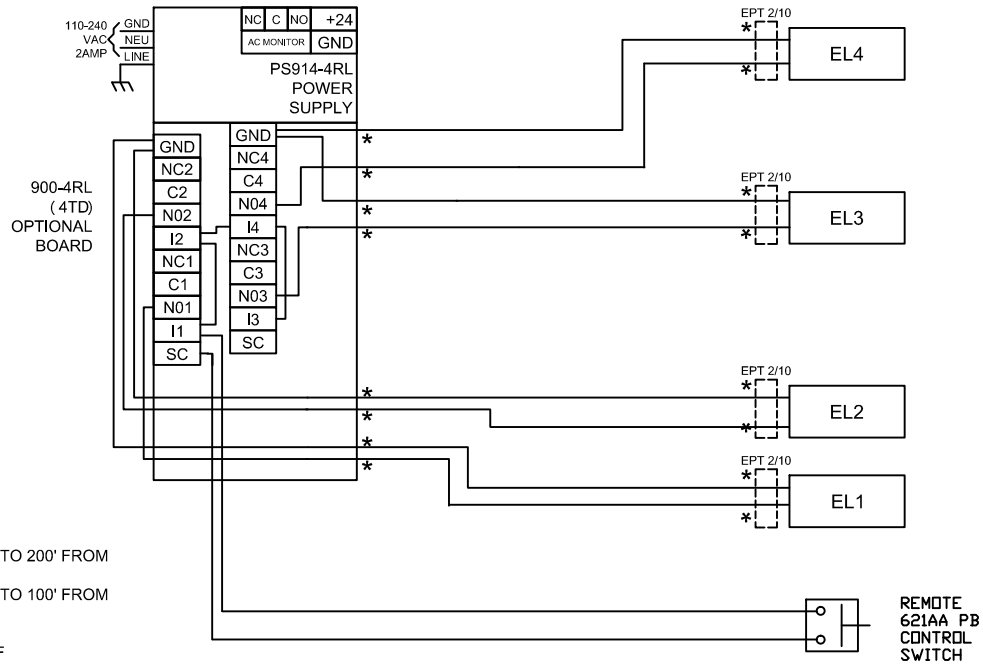 110-240
VAC
2AMP
GND
NEU
LINE
NC C NO +24
AC MONITOR GND
PS914-4RL
POWER
SUPPLY
900-4RL
( 4TD)
OPTIONAL
BOARD
GND
NC2
C2
N02
I2
NC1
C1
N01
I1
SC
GND
NC4
C4
N04
I4
NC3
C3
N03
I3
SC
*
*
*
*
*
*
*
*
EPT 2/10
*
*
EL4
EPT 2/10
*
*
EL3
EPT 2/10
*
*
EL2
EPT 2/10
*
*
EL1
TO 200' FROM
TO 100' FROM
REMOTE
621AA PB
CONTROL
SWITCH